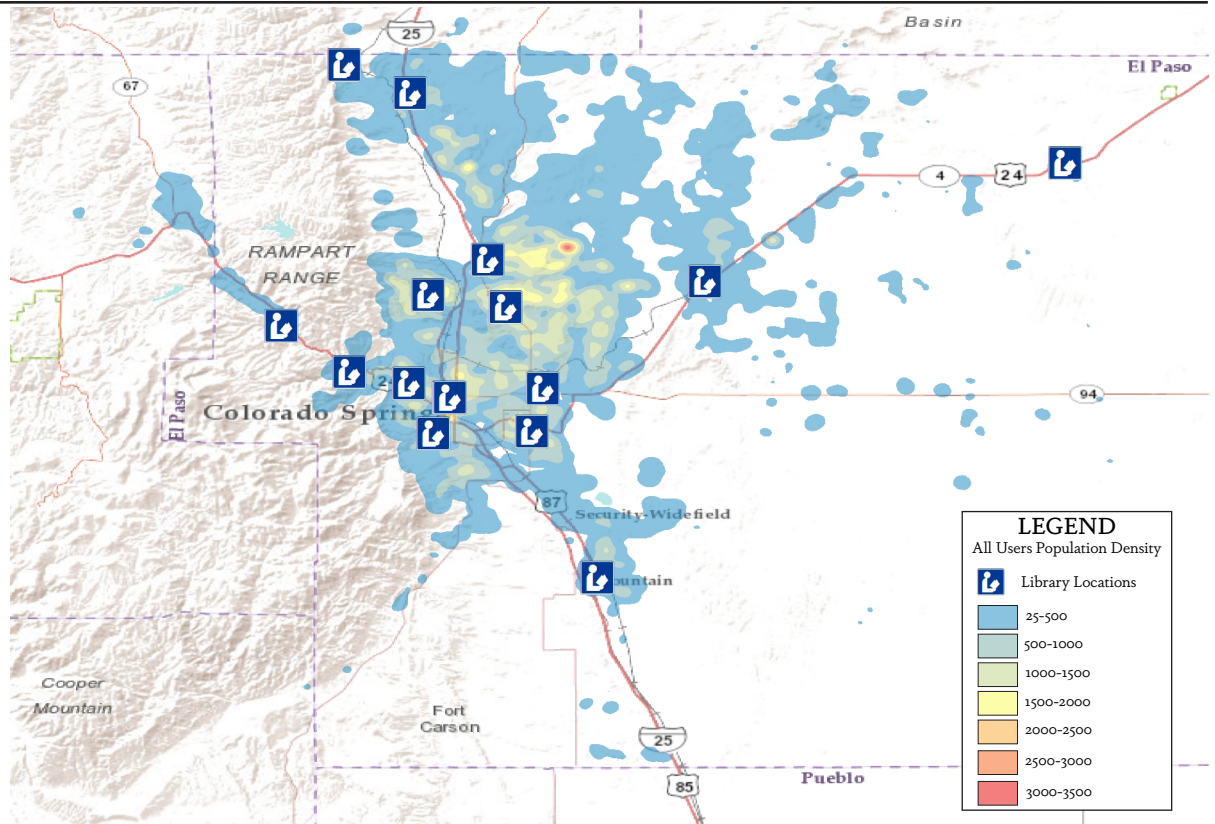 Basin
25
El Paso
67
4
24
RAMPART
RANGE
24
94
Colorado Spring
El Paso
87
Security-Widefield
LEGEND
All Users Population Density
Library Locations
25-500
500-1000
1000-1500
1500-2000
2000-2500
2500-3000
3000-3500
ountain
Cooper
Mountain
Fort
Carson
25
Pueblo
85